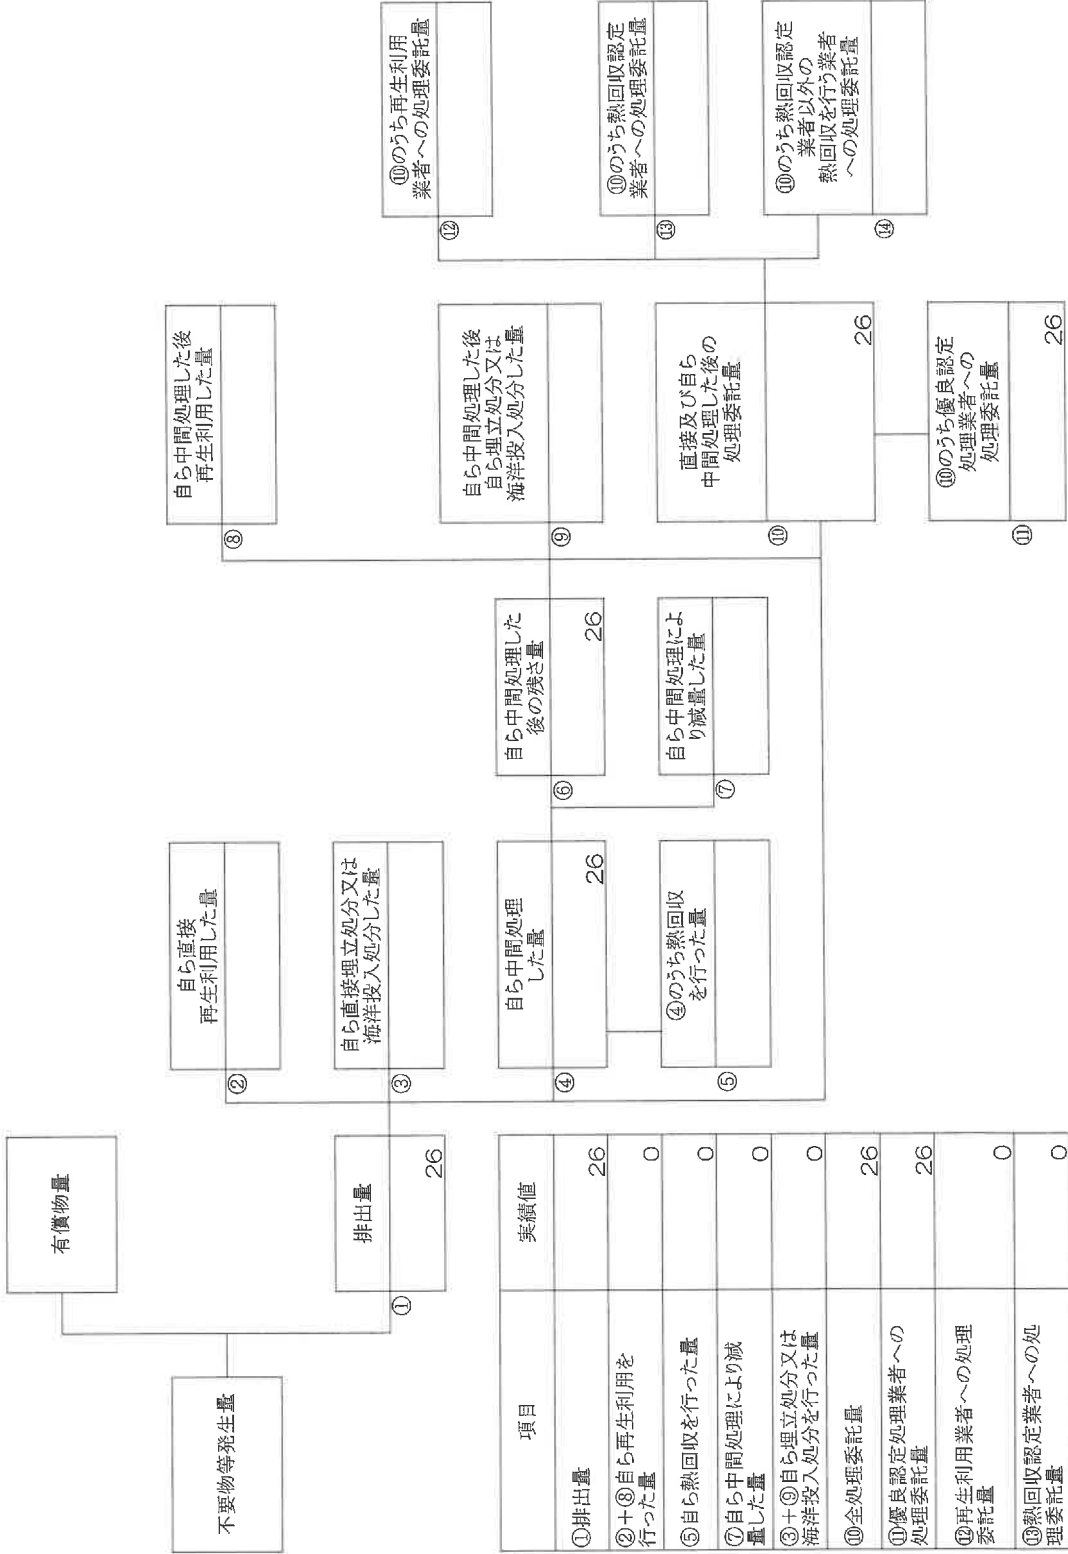 不要物等発生量
有償物量
排出量
①
26
自ら直接
再生利用した量
②
自ら直接埋立処分又は
海洋投入処分した量
③
自ら中間処理
した量
④
26
④のうち熱回収
を行った量
⑤
自ら中間処理した
後の残さ量
⑥
26
自ら中間処理によ
り減量した量
⑦
自ら中間処理した後
再生利用した量
⑧
自ら中間処理した後
自ら埋立処分又は
海洋投入処分した量
⑨
直接及び自ら
中間処理した後の
処理委託量
⑩
26
⑩のうち優良認定
処理業者への
処理委託量
⑪
26
⑩のうち再生利用
業者への処理委託量
⑫
⑩のうち熱回収認定
業者への処理委託量
⑬
⑩のうち熱回収認定
業者以外の
熱回収を行う業者
への処理委託量
⑭
項目 実績値
①排出量 26
②+⑧自ら再生利用を
行った量 0
⑤自ら熱回収を行った量 0
⑦自ら中間処理により減
量した量 0
③+⑨自ら埋立処分又は
海洋投入処分を行った量 0
⑩全処理委託量 26
⑪優良認定処理業者への
処理委託量 26
⑫再生利用業者への処理
委託量 0
⑬熱回収認定業者への処
理委託量 0